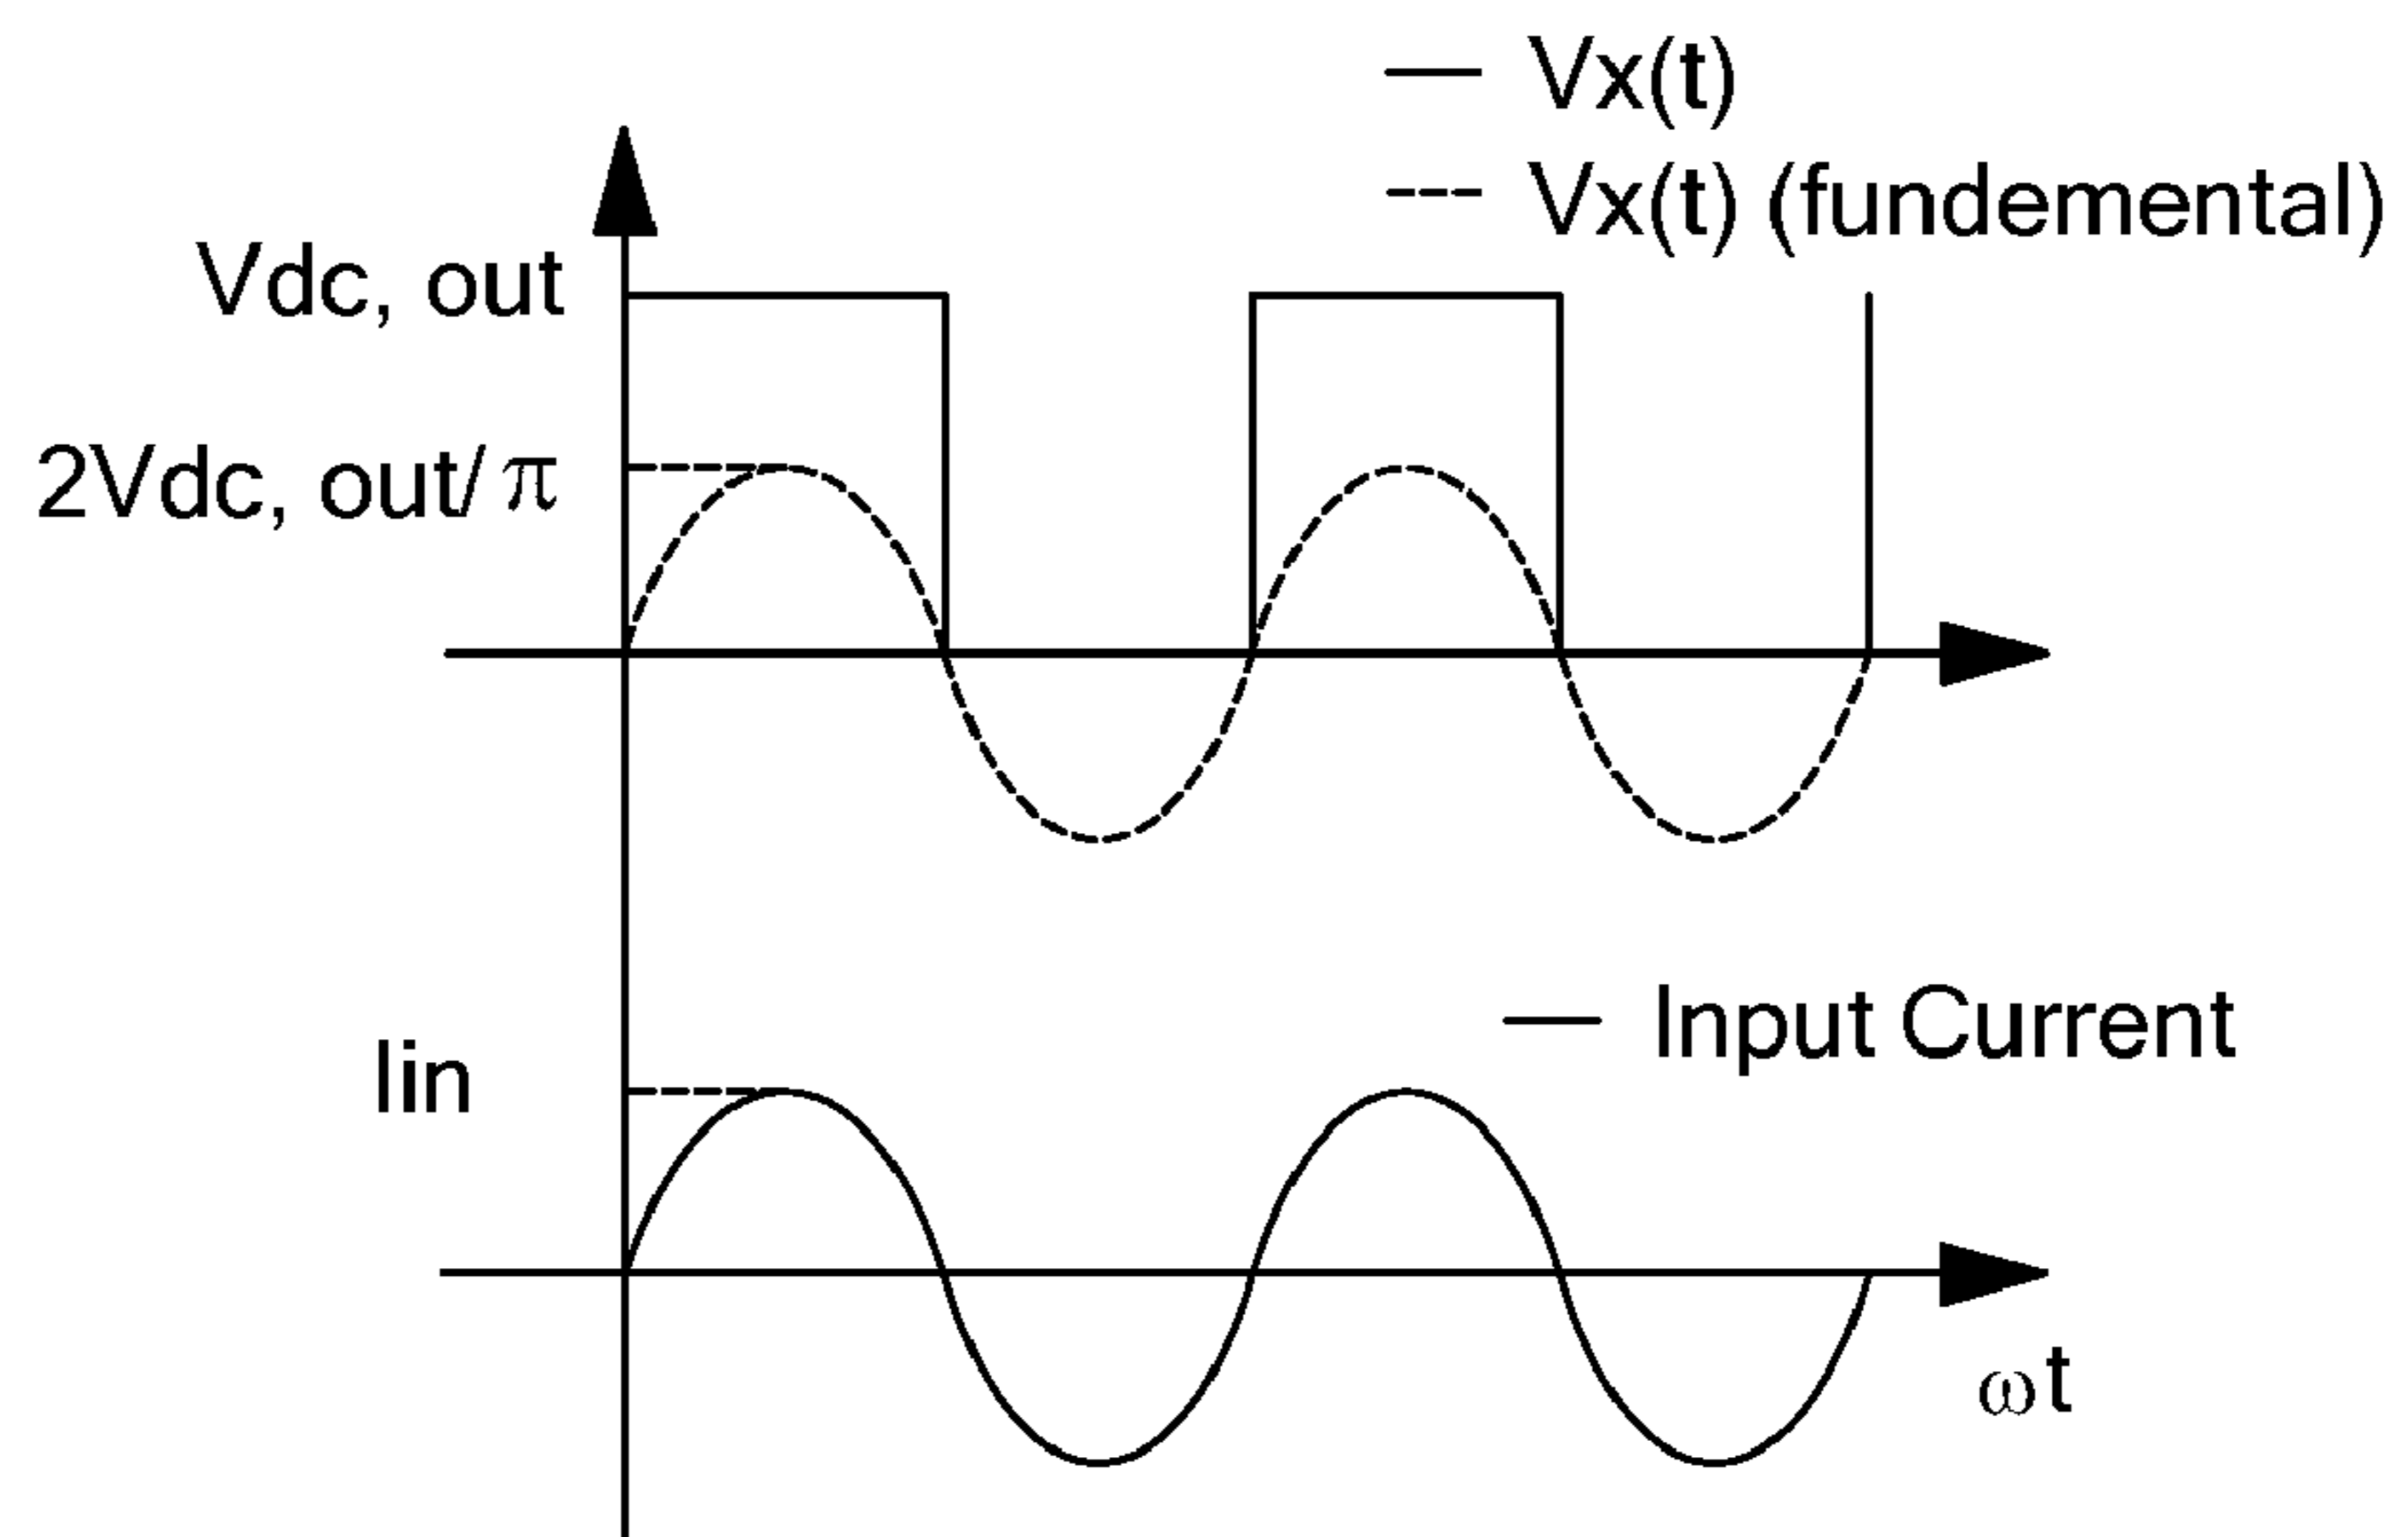 Vx(t)
Vx(t) (fundemental)
Vdc, out
2Vdc, out/π
Input Current
Iin
ωt